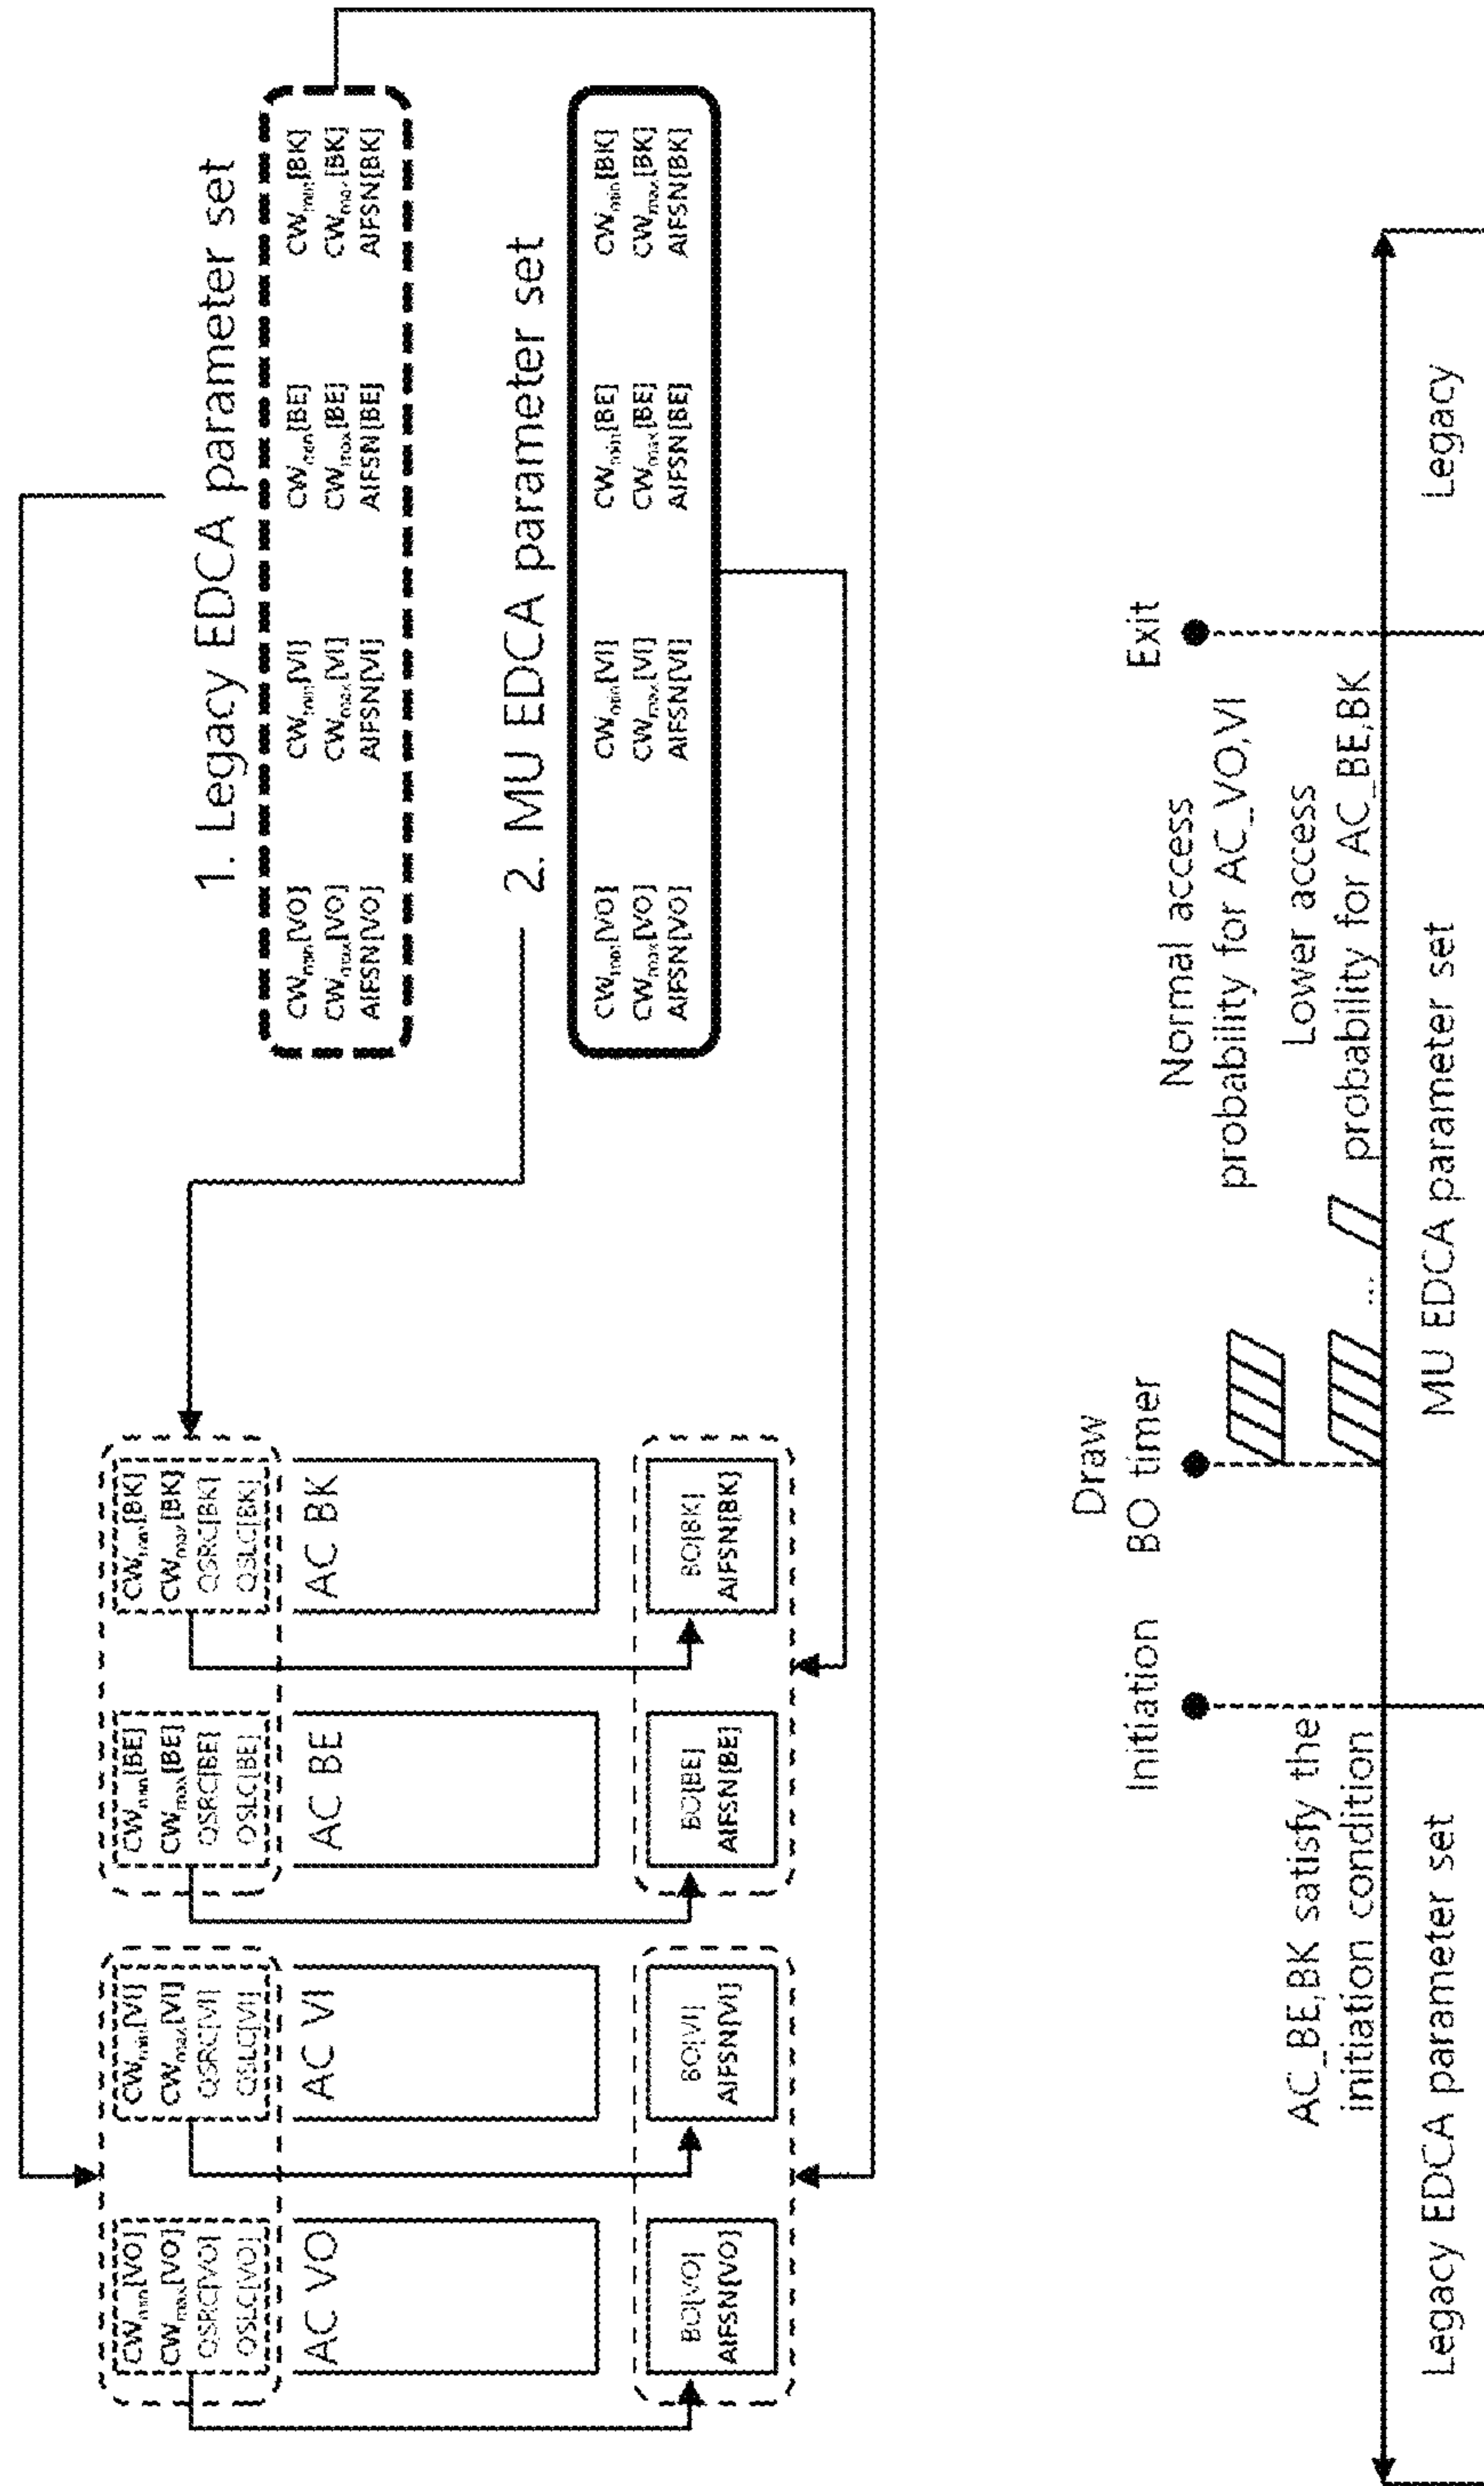 CWmin[VO]
CWmax[VO]
QSRC[VO]
QSLC[VO]
AC VO
BO[VO]
AIFSN[VO]
CWmin[VI]
CWmax[VI]
QSRC[VI]
QSLC[VI]
AC VI
BO[VI]
AIFSN[VI]
CWmin[BE]
CWmax[BE]
QSRC[BE]
QSLC[BE]
AC BE
BO[BE]
AIFSN[BE]
CWmin[BK]
CWmax[BK]
QSRC[BK]
QSLC[BK]
AC BK
BO[BK]
AIFSN[BK]
1. Legacy EDCA parameter set
CWmin[VO] CWmin[VI] CWmin[BE] CWmin[BK]
CWmax[VO] CWmax[VI] CWmax[BE] CWmax[BK]
AIFSN[VO] AIFSN[VI] AIFSN[BE] AIFSN[BK]
2. MU EDCA parameter set
CWmin[VO] CWmin[VI] CWmin[BE] CWmin[BK]
CWmax[VO] CWmax[VI] CWmax[BE] CWmax[BK]
AIFSN[VO] AIFSN[VI] AIFSN[BE] AIFSN[BK]
AC_BE,BK satisfy the
initiation condition
Initiation
Draw
BO timer
...
Normal access
probability for AC_VO,VI
Lower access
probability for AC_BE,BK
Exit
Legacy EDCA parameter set
MU EDCA parameter set
Legacy